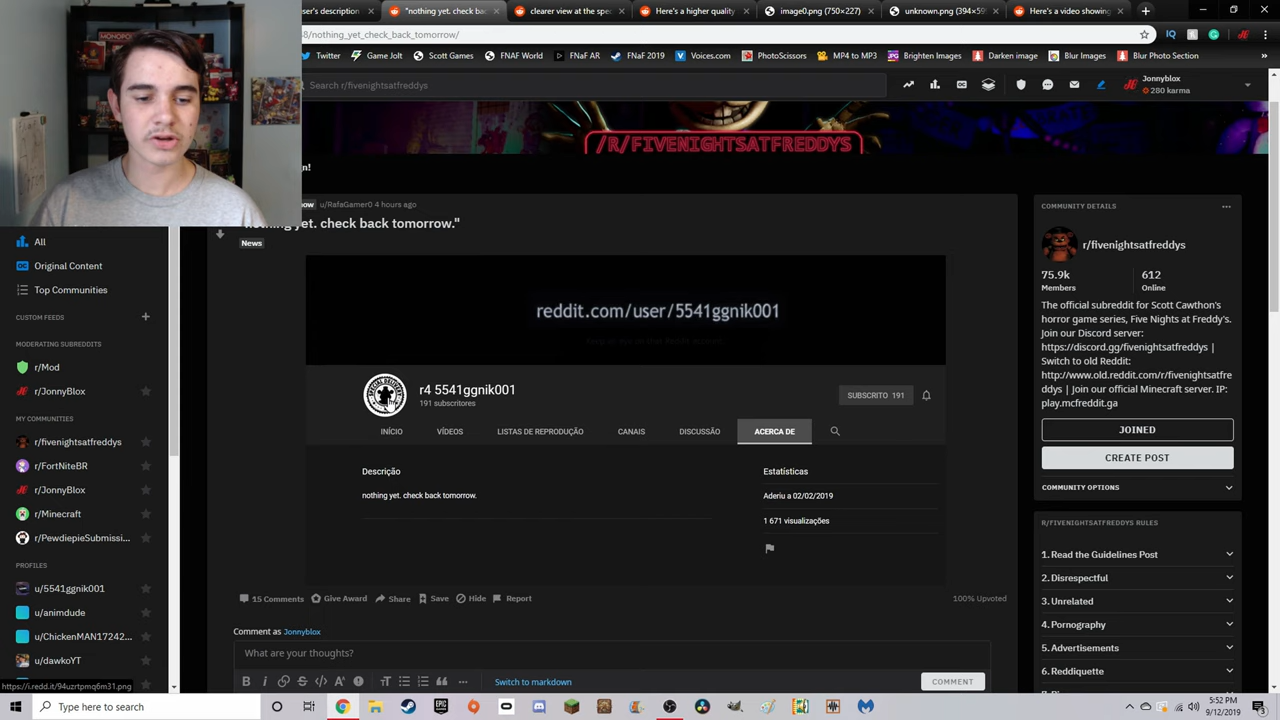 ser's description
"nothing yet. check bac
clearer view at the spe
Here's a higher quality
image0.png (750×227)
unknown.png (394×59
Here's a video showing
8/nothing_yet_check_back_tomorrow/
Twitter
Steam
FNAF World
FNaF AR
FNAF 2019
Voices.com
PhotoScissors
MP4 to MP3
Brighten Images
Dark Image
Blur Images
Blur Photo Section
Search r/fivenightsatfreddys
Jonnyblox
280 karma
MONOPOLY
/R/FIVENIGHTSATFREDDYS
n!
now u/RafaGamer0 4 hours ago
"nothing yet. check back tomorrow."
News
reddit.com/user/5541ggnik001
Keep an eye on that Reddit account.
r4 5541ggnik001
191 subscritores
SUBSCRITO 191
INÍCIO VÍDEOS LISTAS DE REPRODUÇÃO CANAIS DISCUSSÃO ACERCA DE
Descrição
nothing yet. check back tomorrow.
Estatísticas
Aderiu a 02/02/2019
1 671 visualizações
15 Comments Give Award Share Save Hide Report
100% Upvoted
Comment as Jonnyblox
What are your thoughts?
B i S </> A
Switch to markdown
COMMENT
All
Original Content
Top Communities
CUSTOM FEEDS
MODERATING SUBREDDITS
r/Mod
r/JonnyBlox
MY COMMUNITIES
r/fivenightsatfreddys
r/FortNiteBR
r/JonnyBlox
r/Minecraft
r/PewdiepieSubmissi...
PROFILES
u/5541ggnik001
u/animdude
u/ChickenMAN17242...
u/dawkoYT
https://i.redd.it/94uzrtpmq6m31.png
COMMUNITY DETAILS
r/fivenightsatfreddys
75.9k
Members
612
Online
The official subreddit for Scott Cawthon's
horror game series, Five Nights at Freddy's.
Join our Discord server:
https://discord.gg/fivenightsatfreddys |
Switch to old Reddit:
http://www.old.reddit.com/r/fivenightsatfre
ddys | Join our official Minecraft server. IP:
play.mcfreddit.ga
JOINED
CREATE POST
COMMUNITY OPTIONS
R/FIVENIGHTSATFREDDYS RULES
1. Read the Guidelines Post
2. Disrespectful
3. Unrelated
4. Pornography
5. Advertisements
6. Reddiquette
Type here to search
5:52 PM
9/12/2019